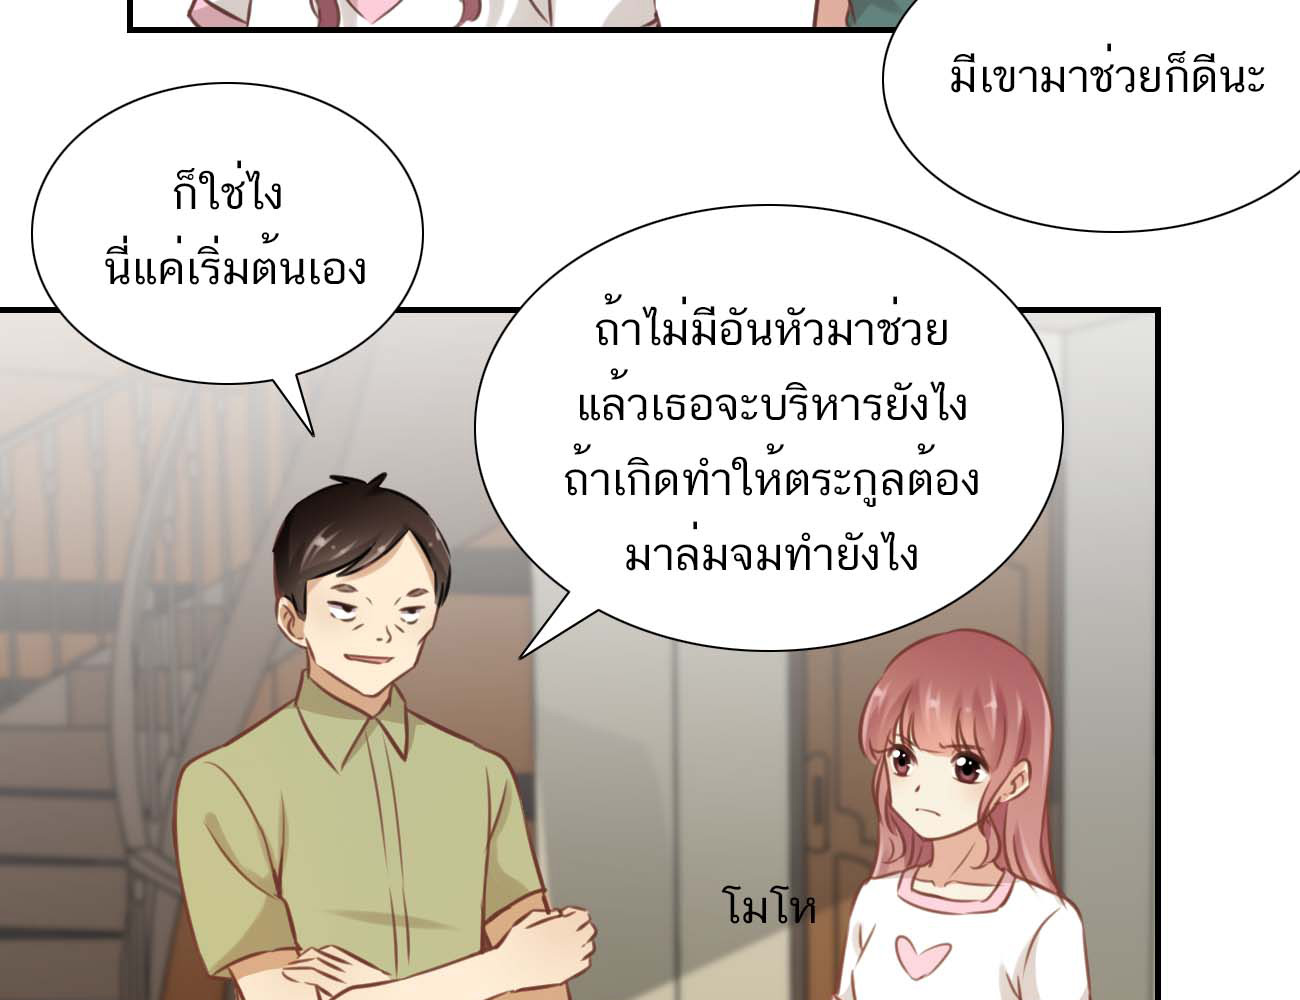 มีเขามาช่วยก็ดีนะ
ก็ใช่ไง
นี่แค่เริ่มต้นเอง
ถ้าไม่มีอันหัวมาช่วย
แล้วเธอจะบริหารยังไง
ถ้าเกิดทำให้ตระกูลต้อง
มาล่มจมทำยังไง
โมโห